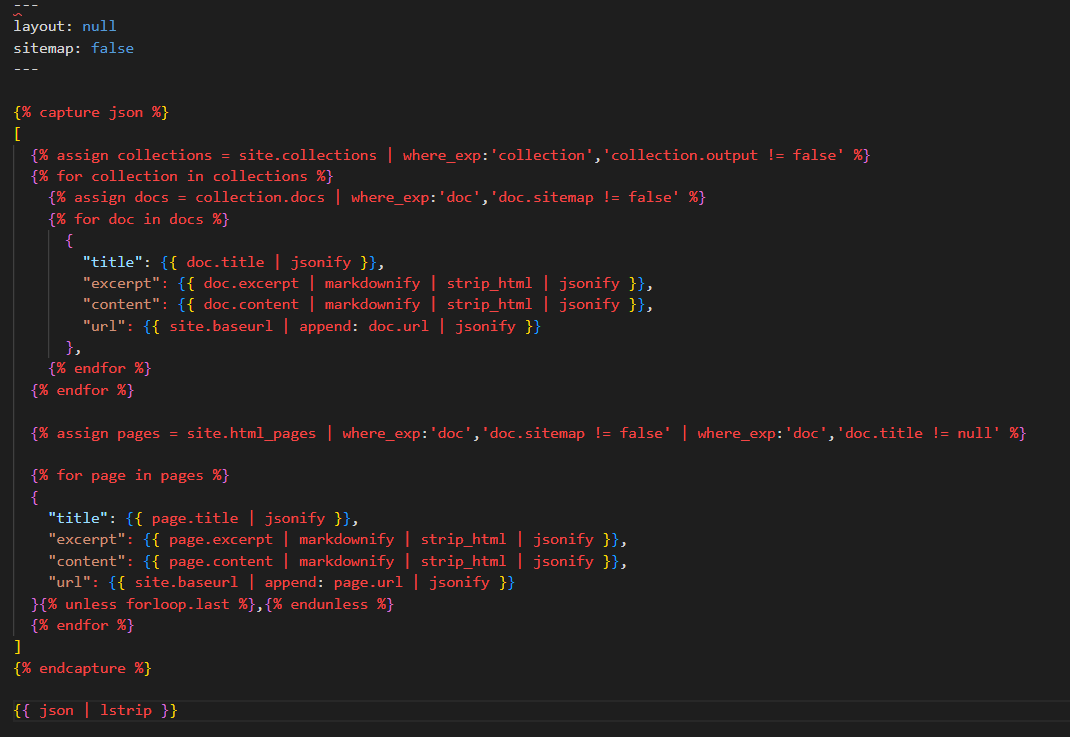 ---
layout: null
sitemap: false
---
{% capture json %}
[
{% assign collections = site.collections | where_exp:'collection','collection.output != false' %}
{% for collection in collections %}
{% assign docs = collection.docs | where_exp:'doc','doc.sitemap != false' %}
{% for doc in docs %}
{
"title": {{ doc.title | jsonify }},
"excerpt": {{ doc.excerpt | markdownify | strip_html | jsonify }},
"content": {{ doc.content | markdownify | strip_html | jsonify }},
"url": {{ site.baseurl | append: doc.url | jsonify }}
},
{% endfor %}
{% endfor %}
{% assign pages = site.html_pages | where_exp:'doc','doc.sitemap != false' | where_exp:'doc','doc.title != null' %}
{% for page in pages %}
{
"title": {{ page.title | jsonify }},
"excerpt": {{ page.excerpt | markdownify | strip_html | jsonify }},
"content": {{ page.content | markdownify | strip_html | jsonify }},
"url": {{ site.baseurl | append: page.url | jsonify }}
}{% unless forloop.last %},{% endunless %}
{% endfor %}
]
{% endcapture %}
{{ json | lstrip }}